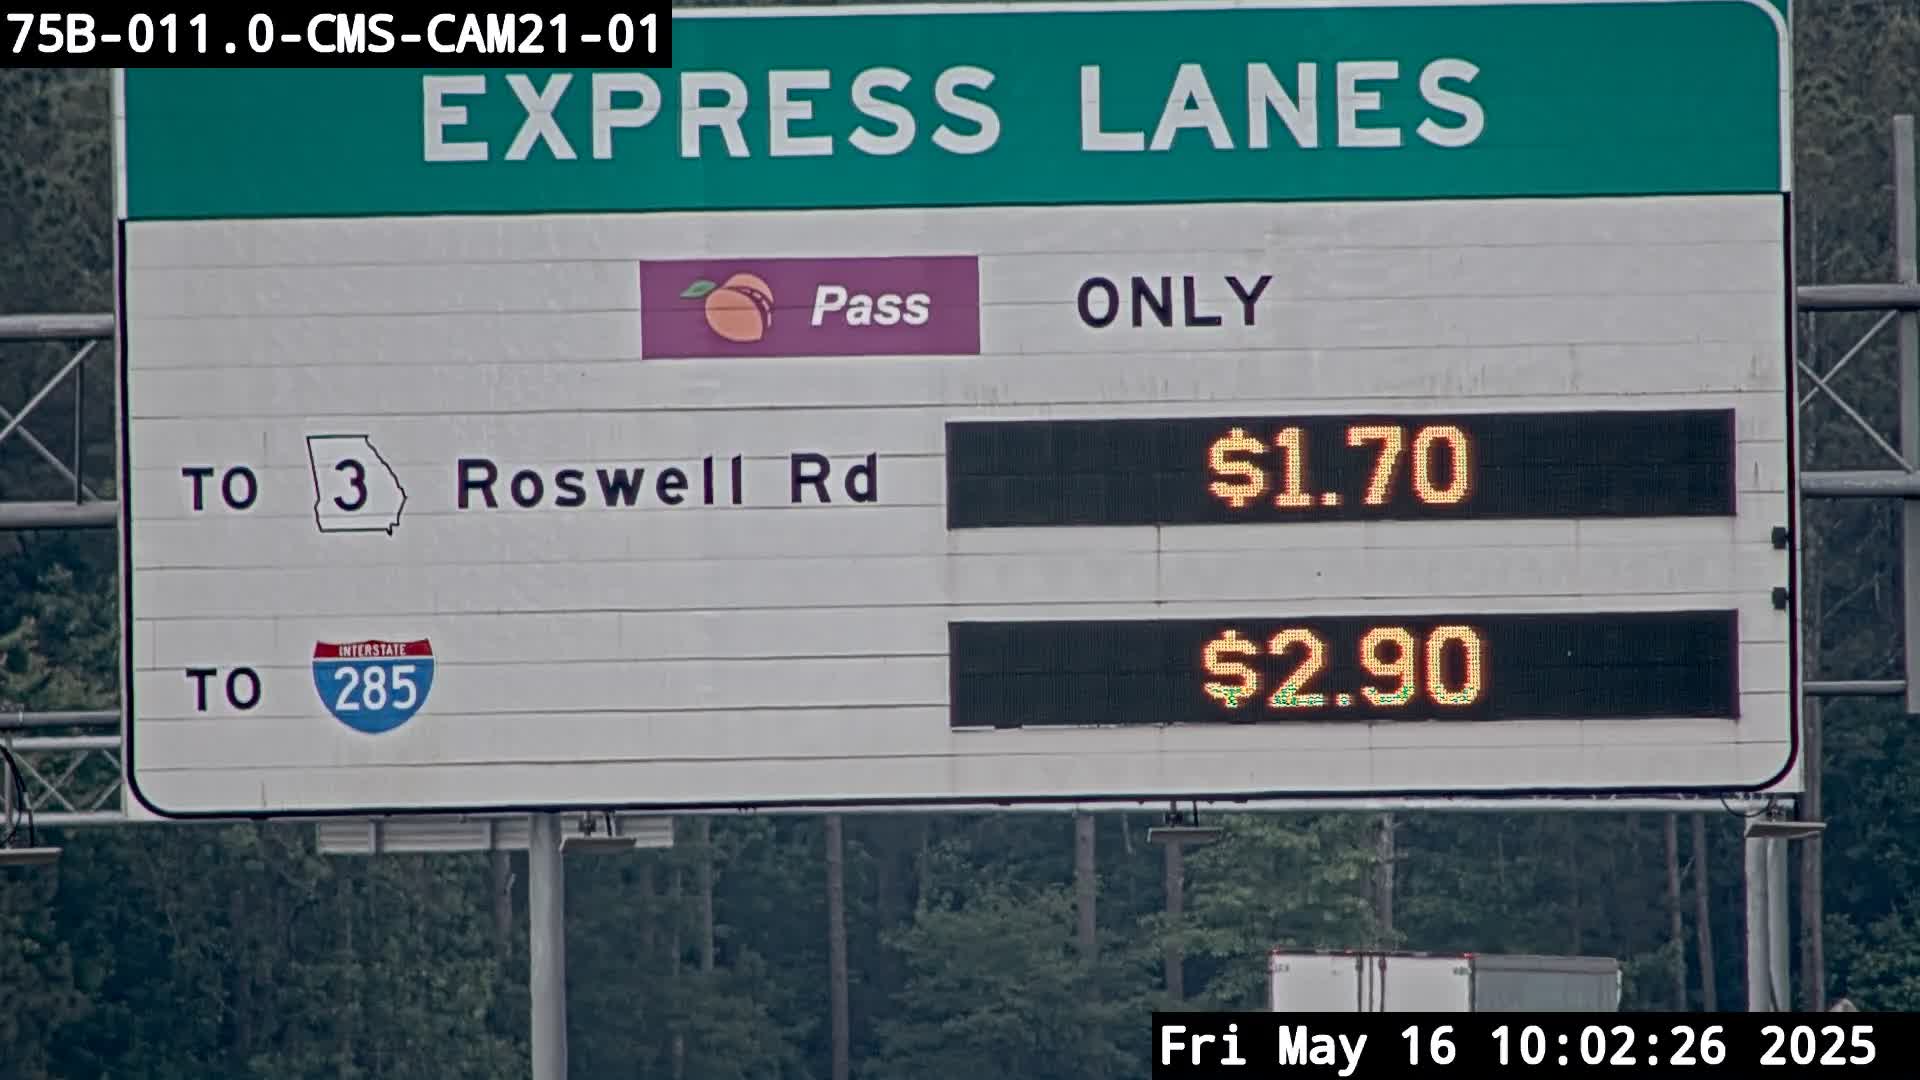 75B-011.0-CMS-CAM21-01
EXPRESS LANES
Pass ONLY
TO 3 Roswell Rd $1.70
INTERSTATE
TO 285 $2.90
Fri May 16 10:02:26 2025